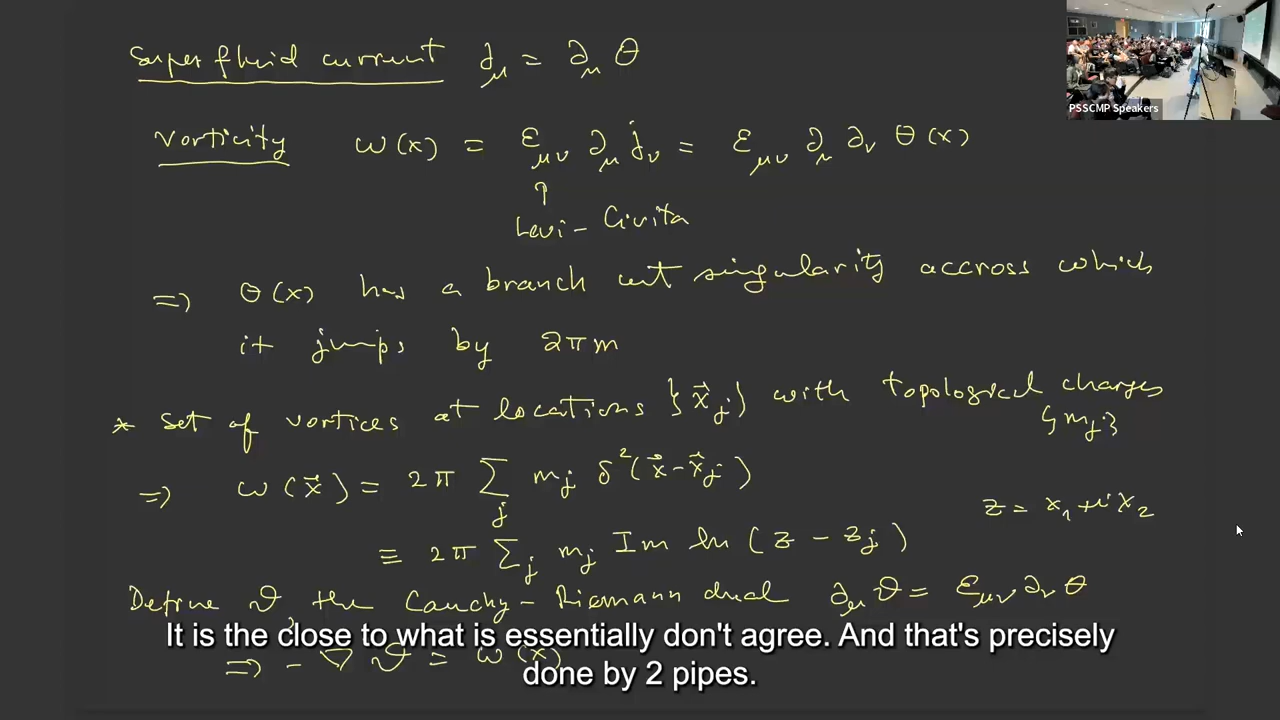 Superfluid current j_μ = ∂_μ θ
PSSCMP Speakers
Vorticity ω(x) = ε_μν ∂_μ j_ν = ε_μν ∂_μ ∂_ν θ(x)
↑
Levi-Civita
⇒ θ(x) has a branch cut singularity accross which
it jumps by 2πm
* Set of vortices at locations {x⃗_j} with topological charges
{m_j}
⇒ ω(x⃗) = 2π Σ_j m_j δ²(x⃗-x⃗_j)
z = x_1 + i x_2
≡ 2π Σ_j m_j Im ln (z - z_j)
Define ϑ, the Cauchy-Riemann dual ∂_μ ϑ = ε_μν ∂_ν θ
⇒ -∇ ϑ = ω(x)
It is the close to what is essentially don't agree. And that's precisely
done by 2 pipes.